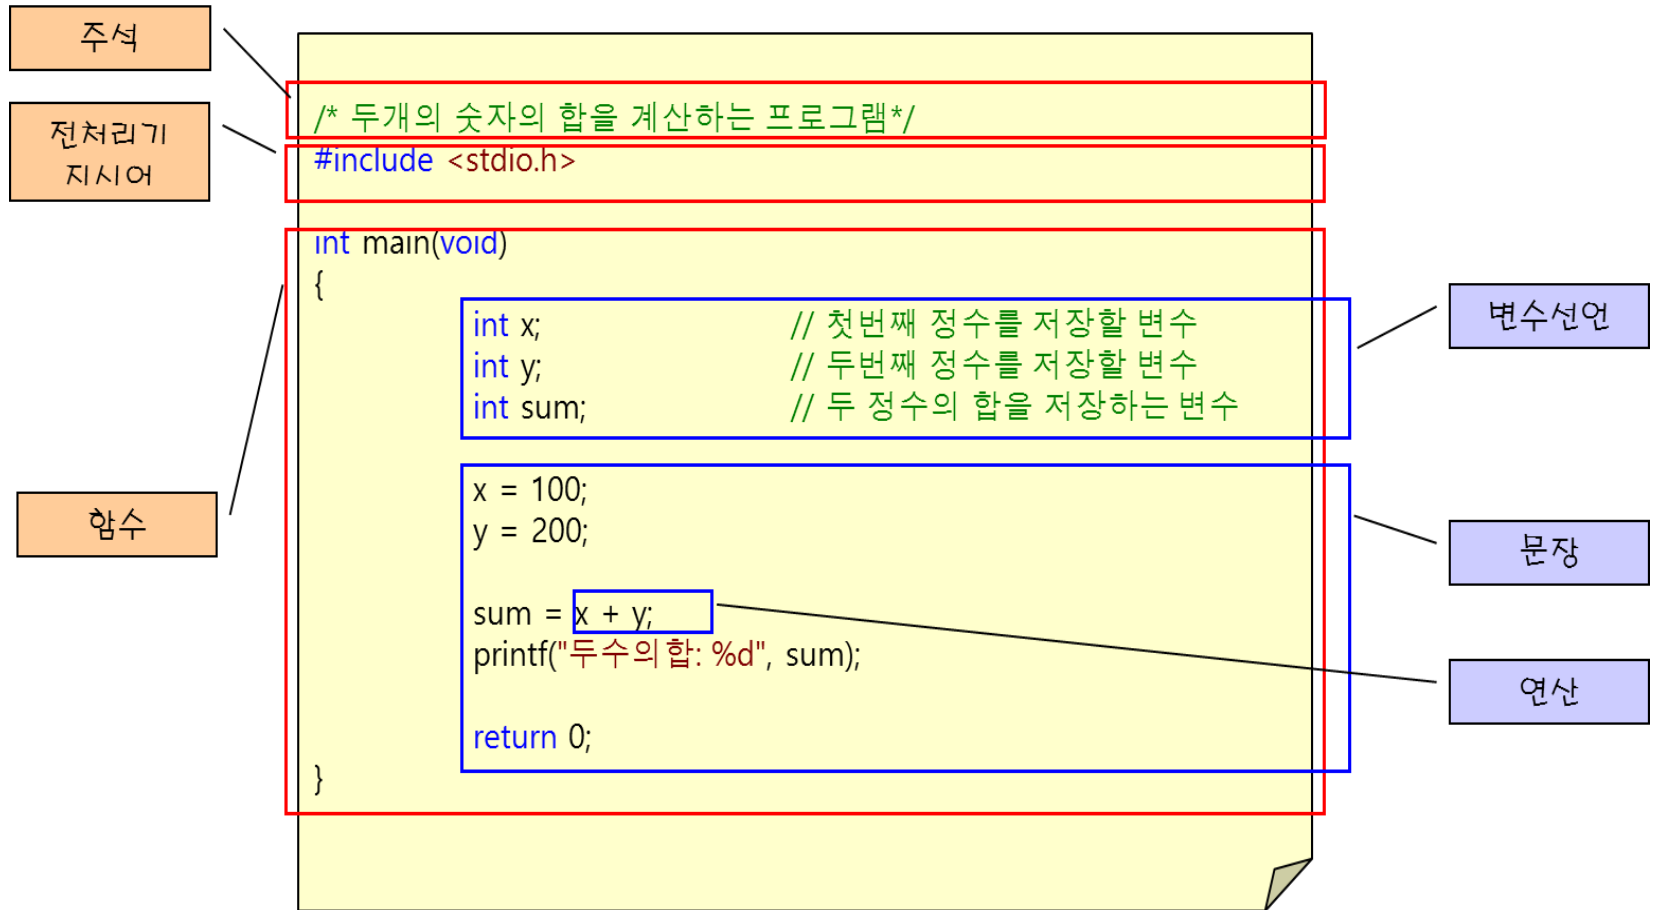 주석
전처리기
지시어
/* 두개의 숫자의 합을 계산하는 프로그램*/
#include <stdio.h>
int main(void)
{
int x; // 첫번째 정수를 저장할 변수
int y; // 두번째 정수를 저장할 변수
int sum; // 두 정수의 합을 저장하는 변수
변수선언
x = 100;
y = 200;
함수
문장
sum = x + y;
printf("두수의 합: %d", sum);
연산
return 0;
}